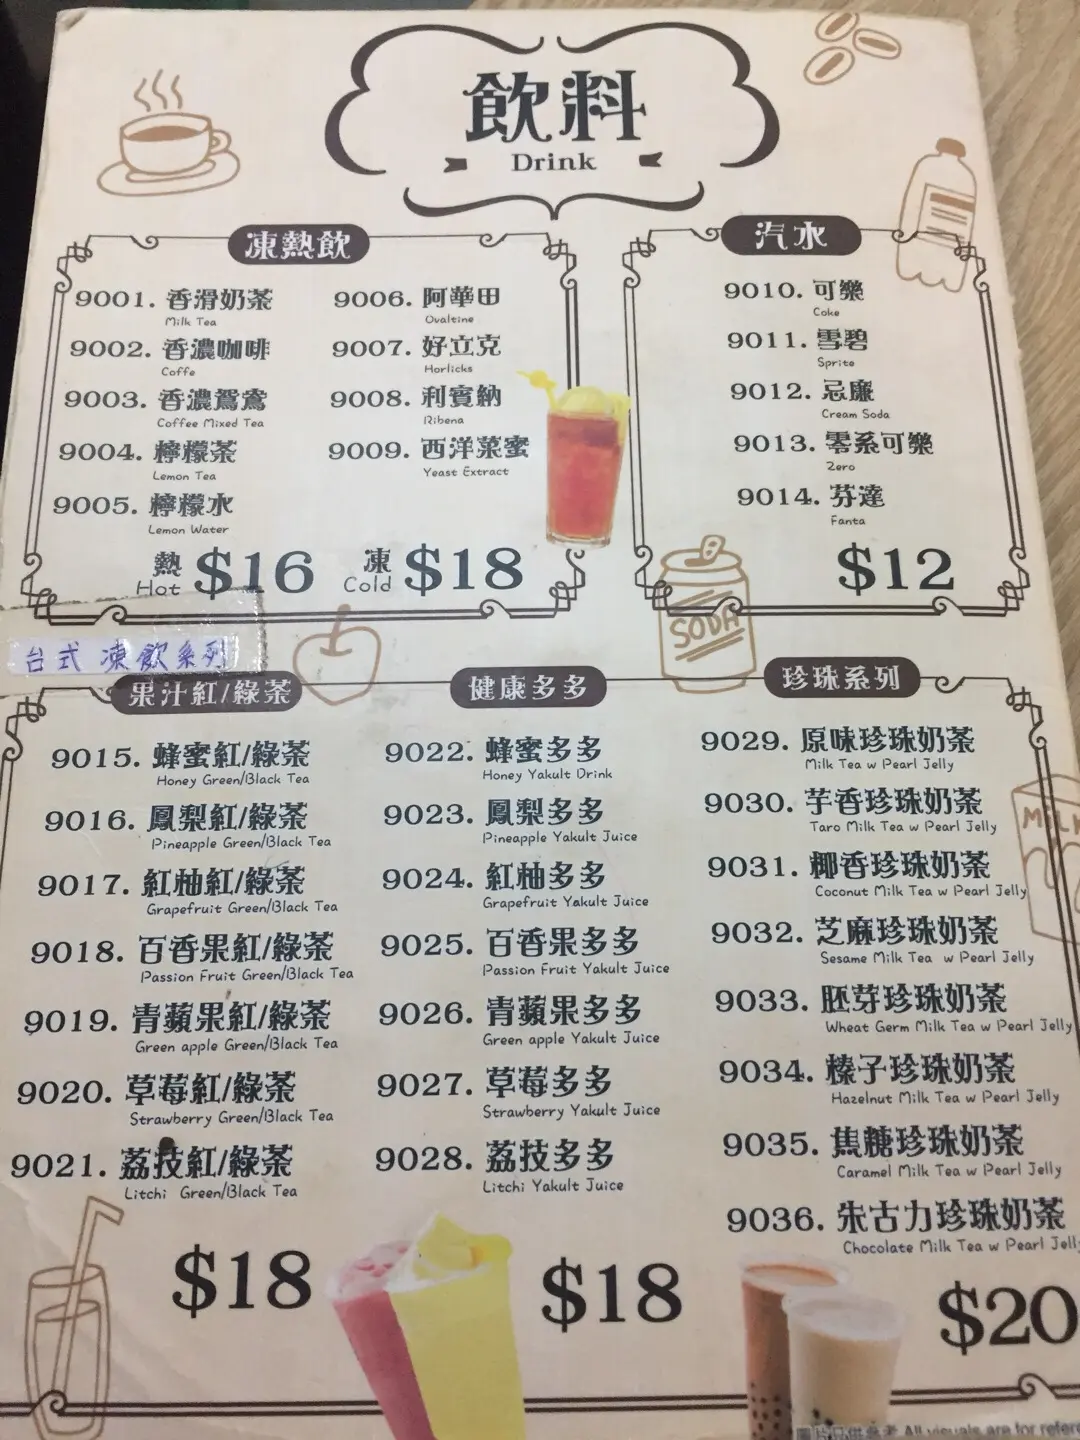 飲料
Drink
凍熱飲
9001. 香滑奶茶
Milk Tea
9002. 香濃咖啡
Coffe
9003. 香濃鴛鴦
Coffee Mixed Tea
9004. 檸檬茶
Lemon Tea
9005. 檸檬水
Lemon Water
9006. 阿華田
Ovaltine
9007. 好立克
Horlicks
9008. 利賓納
Ribena
9009. 西洋菜蜜
Yeast Extract
熱 Hot $16 凍 Cold $18
汽水
9010. 可樂
Coke
9011. 雪碧
Sprite
9012. 忌廉
Cream Soda
9013. 零系可樂
Zero
9014. 芬達
Fanta
$12
SODA
台式 凍飲系列
果汁紅/綠茶
9015. 蜂蜜紅/綠茶
Honey Green/Black Tea
9016. 鳳梨紅/綠茶
Pineapple Green/Black Tea
9017. 紅柚紅/綠茶
Grapefruit Green/Black Tea
9018. 百香果紅/綠茶
Passion Fruit Green/Black Tea
9019. 青蘋果紅/綠茶
Green apple Green/Black Tea
9020. 草莓紅/綠茶
Strawberry Green/Black Tea
9021. 荔技紅/綠茶
Litchi Green/Black Tea
$18
健康多多
9022. 蜂蜜多多
Honey Yakult Drink
9023. 鳳梨多多
Pineapple Yakult Juice
9024. 紅柚多多
Grapefruit Yakult Juice
9025. 百香果多多
Passion Fruit Yakult Juice
9026. 青蘋果多多
Green apple Yakult Juice
9027. 草莓多多
Strawberry Yakult Juice
9028. 荔技多多
Litchi Yakult Juice
$18
珍珠系列
9029. 原味珍珠奶茶
Milk Tea w Pearl Jelly
9030. 芋香珍珠奶茶
Taro Milk Tea w Pearl Jelly
9031. 椰香珍珠奶茶
Coconut Milk Tea w Pearl Jelly
9032. 芝麻珍珠奶茶
Sesame Milk Tea w Pearl Jelly
9033. 胚芽珍珠奶茶
Wheat Germ Milk Tea w Pearl Jelly
9034. 榛子珍珠奶茶
Hazelnut Milk Tea w Pearl Jelly
9035. 焦糖珍珠奶茶
Caramel Milk Tea w Pearl Jelly
9036. 朱古力珍珠奶茶
Chocolate Milk Tea w Pearl Jelly
$20
MILK
圖片只供參考 All visuals are for refere